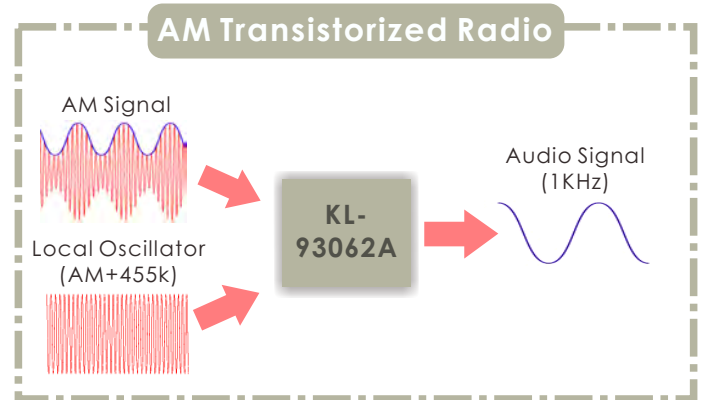 AM Transistorized Radio
AM Signal
Local Oscillator
(AM+455k)
KL-
93062A
Audio Signal
(1KHz)